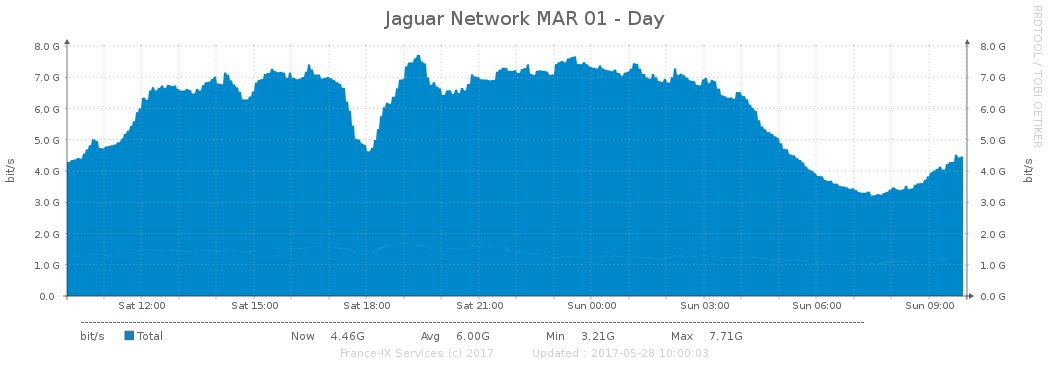 Jaguar Network MAR 01 - Day
RRDTOOL / TOBI OETIKER
bit/s
8.0 G 8.0 G
7.0 G 7.0 G
6.0 G 6.0 G
5.0 G 5.0 G
4.0 G 4.0 G
3.0 G 3.0 G
2.0 G 2.0 G
1.0 G 1.0 G
0.0 0.0 G
bit/s
Sat 12:00 Sat 15:00 Sat 18:00 Sat 21:00 Sun 00:00 Sun 03:00 Sun 06:00 Sun 09:00
bit/s Total Now 4.46G Avg 6.00G Min 3.21G Max 7.71G
France-IX Services (c) 2017 Updated : 2017-05-28 10:00:03